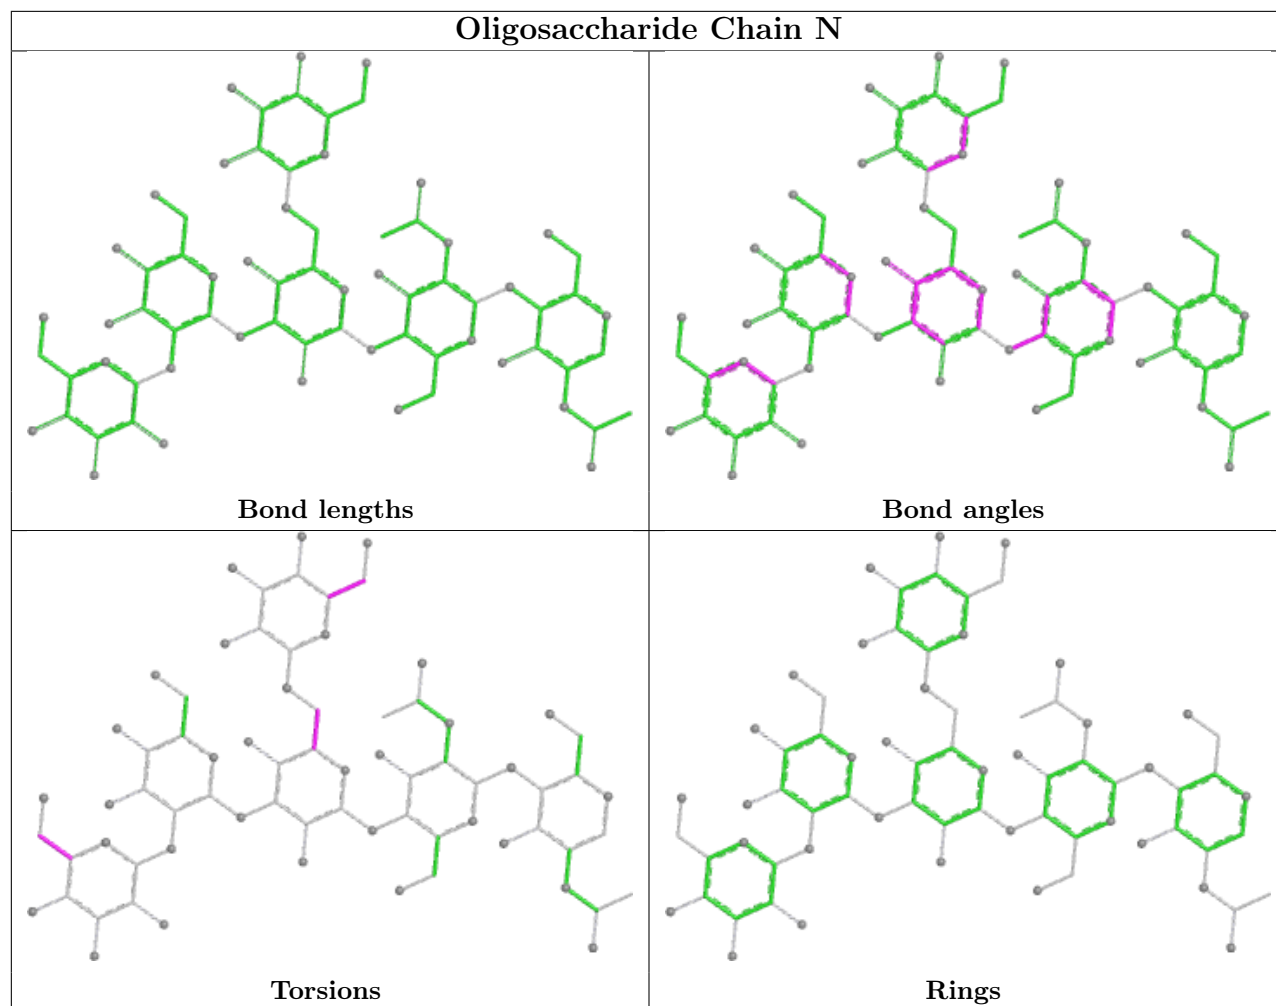 Oligosaccharide Chain N
Bond lengths
Bond angles
Torsions
Rings